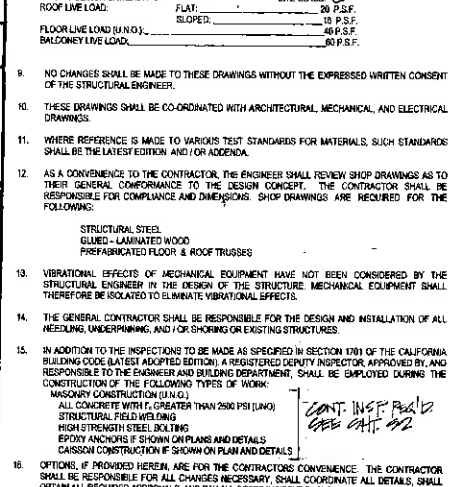 ROOF LIVE LOAD: FLAT: 20 P.S.F.
SLOPED: 18 P.S.F.
FLOOR LIVE LOAD (U.N.O.): 40 P.S.F.
BALCONEY LIVE LOAD: 60 P.S.F.
9. NO CHANGES SHALL BE MADE TO THESE DRAWINGS WITHOUT THE EXPRESSED WRITTEN CONSENT
OF THE STRUCTURAL ENGINEER.
10. THESE DRAWINGS SHALL BE CO-ORDINATED WITH ARCHITECTURAL, MECHANICAL, AND ELECTRICAL
DRAWINGS.
11. WHERE REFERENCE IS MADE TO VARIOUS TEST STANDARDS FOR MATERIALS, SUCH STANDARDS
SHALL BE THE LATEST EDITION AND / OR ADDENDA.
12. AS A CONVENIENCE TO THE CONTRACTOR, THE ENGINEER SHALL REVIEW SHOP DRAWINGS AS TO
THEIR GENERAL CONFORMANCE TO THE DESIGN CONCEPT. THE CONTRACTOR SHALL BE
RESPONSIBLE FOR COMPLIANCE AND DIMENSIONS. SHOP DRAWINGS ARE REQUIRED FOR THE
FOLLOWING:
STRUCTURAL STEEL
GLUED - LAMINATED WOOD
PREFABRICATED FLOOR & ROOF TRUSSES
13. VIBRATIONAL EFFECTS OF MECHANICAL EQUIPMENT HAVE NOT BEEN CONSIDERED BY THE
STRUCTURAL ENGINEER IN THE DESIGN OF THE STRUCTURE. MECHANICAL EQUIPMENT SHALL
THEREFORE BE ISOLATED TO ELIMINATE VIBRATIONAL EFFECTS.
14. THE GENERAL CONTRACTOR SHALL BE RESPONSIBLE FOR THE DESIGN AND INSTALLATION OF ALL
NEEDLING, UNDERPINNING, AND / OR SHORING OR EXISTING STRUCTURES.
15. IN ADDITION TO THE INSPECTIONS TO BE MADE AS SPECIFIED IN SECTION 1701 OF THE CALIFORNIA
BUILDING CODE (LATEST ADOPTED EDITION), A REGISTERED DEPUTY INSPECTOR, APPROVED BY, AND
RESPONSIBLE TO THE ENGINEER AND BUILDING DEPARTMENT, SHALL BE EMPLOYED DURING THE
CONSTRUCTION OF THE FOLLOWING TYPES OF WORK:
MASONRY CONSTRUCTION (U.N.O.)
ALL CONCRETE WITH f'c GREATER THAN 2500 PSI (UNO)
STRUCTURAL FIELD WELDING
HIGH STRENGTH STEEL BOLTING
EPOXY ANCHORS IF SHOWN ON PLANS AND DETAILS
CAISSON CONSTRUCTION IF SHOWN ON PLAN AND DETAILS
CONT. INSP. REQ'D.
SEE SHT. S2
16. OPTIONS, IF PROVIDED HEREIN, ARE FOR THE CONTRACTORS CONVENIENCE. THE CONTRACTOR
SHALL BE RESPONSIBLE FOR ALL CHANGES NECESSARY, SHALL COORDINATE ALL DETAILS, SHALL